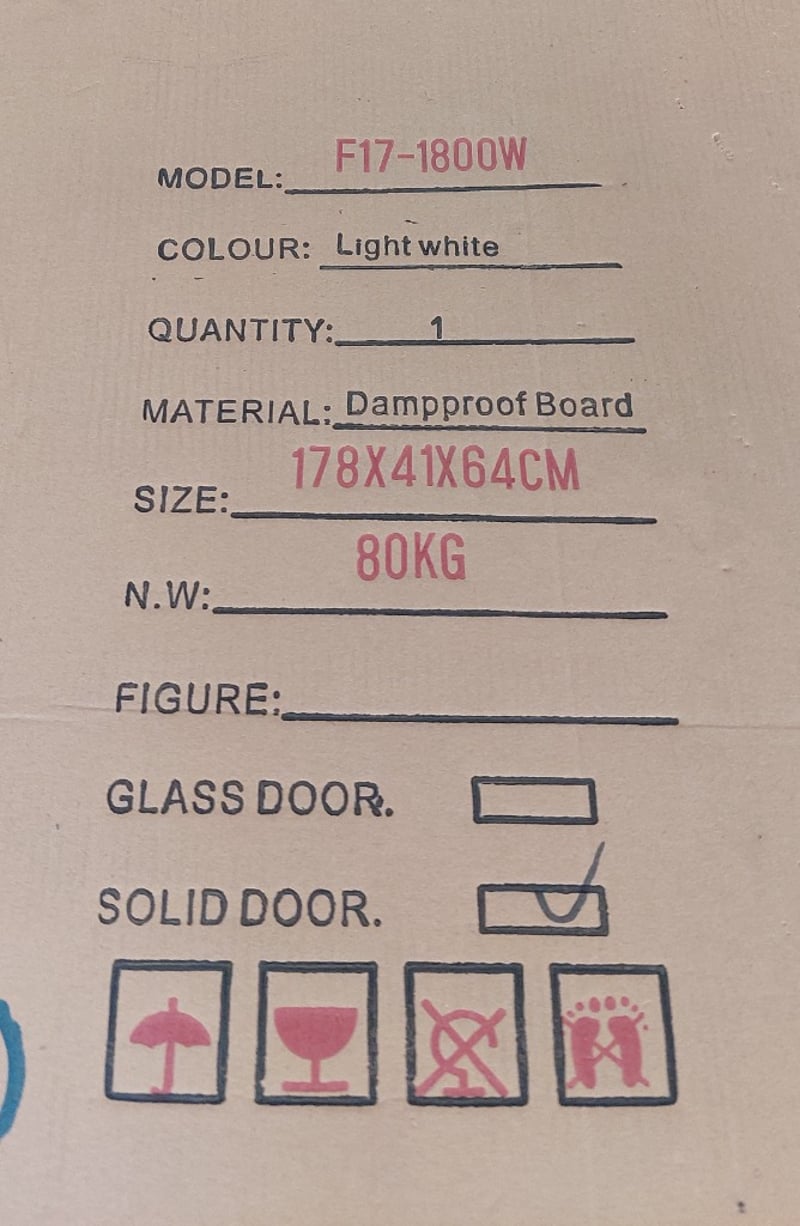 MODEL: F17-1800W
COLOUR: Light white
QUANTITY: 1
MATERIAL: Dampproof Board
SIZE: 178X41X64CM
N.W: 80KG
FIGURE:
GLASS DOOR.
SOLID DOOR.